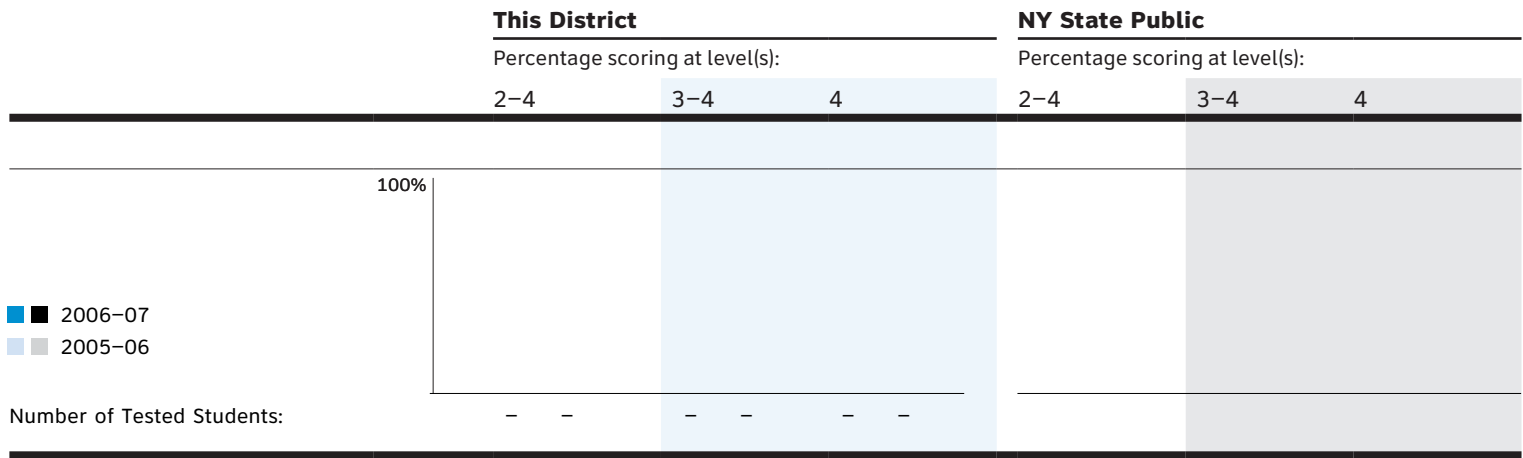 This District NY State Public
Percentage scoring at level(s): Percentage scoring at level(s):
2–4 3–4 4 2–4 3–4 4
100%
2006–07
2005–06
Number of Tested Students: – – – – – –